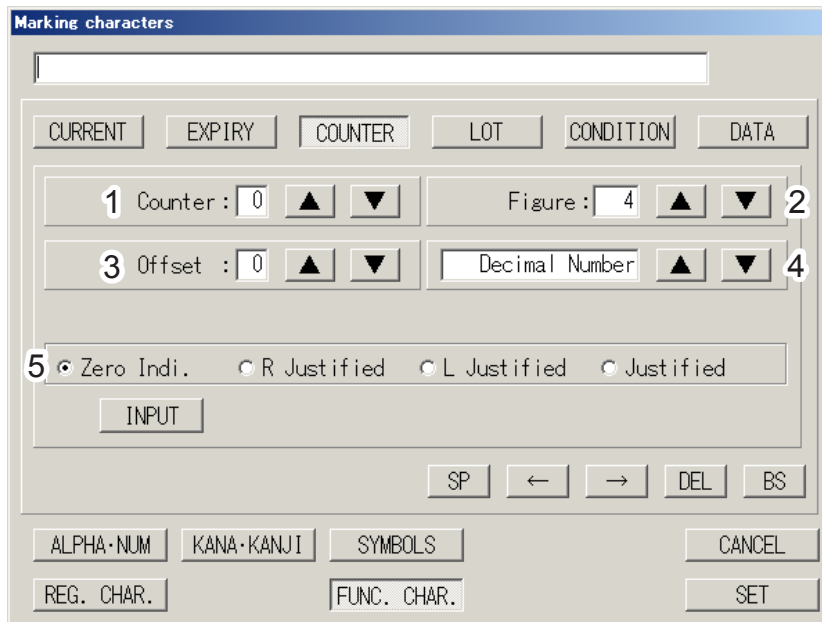 Marking characters
CURRENT EXPIRY COUNTER LOT CONDITION DATA
1 Counter : 0 ▲ ▼ Figure : 4 ▲ ▼ 2
3 Offset : 0 ▲ ▼ Decimal Number ▲ ▼ 4
5 Zero Indi. R Justified L Justified Justified
INPUT
SP ← → DEL BS
ALPHA·NUM KANA·KANJI SYMBOLS CANCEL
REG. CHAR. FUNC. CHAR. SET